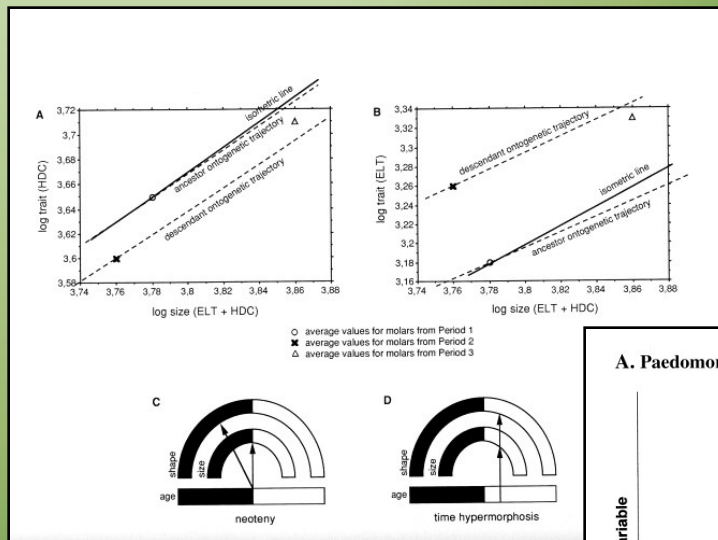 A
3,72
3,7
3,68
3,66
3,64
3,62
3,6
3,58
log trait (HDC)
isometric line
ancestor ontogenetic trajectory
descendant ontogenetic trajectory
3,74 3,76 3,78 3,8 3,82 3,84 3,86 3,88
log size (ELT + HDC)
B
3,34
3,33
3,3
3,28
3,26
3,22
3,2
3,18
3,16
log trait (ELT)
descendant ontogenetic trajectory
isometric line
ancestor ontogenetic trajectory
3,74 3,76 3,78 3,8 3,82 3,84 3,86 3,88
log size (ELT + HDC)
average values for molars from Period 1
average values for molars from Period 2
average values for molars from Period 3
C
shape
size
age
neoteny
D
shape
size
age
time hypermorphosis
A. Paedomor
ariable